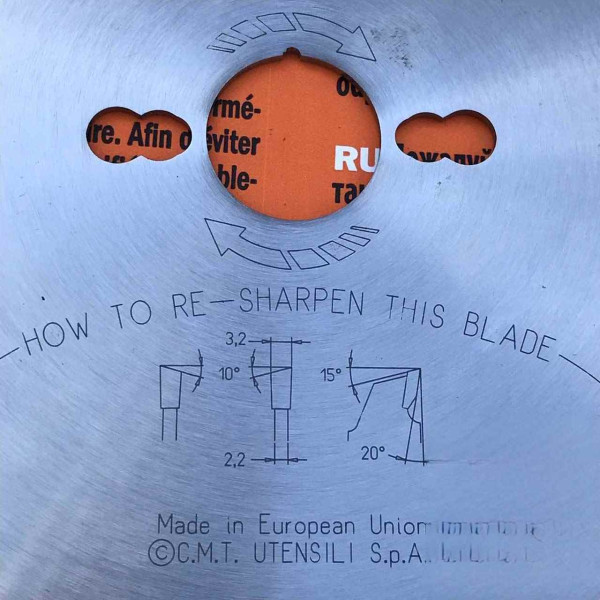 rmé-
re. Afin d
éviter
ble-
RU
HOW TO RE-SHARPEN THIS BLADE
3,2
10°
15°
2,2
20°
Made in European Union
©C.M.T. UTENSILI S.p.A.